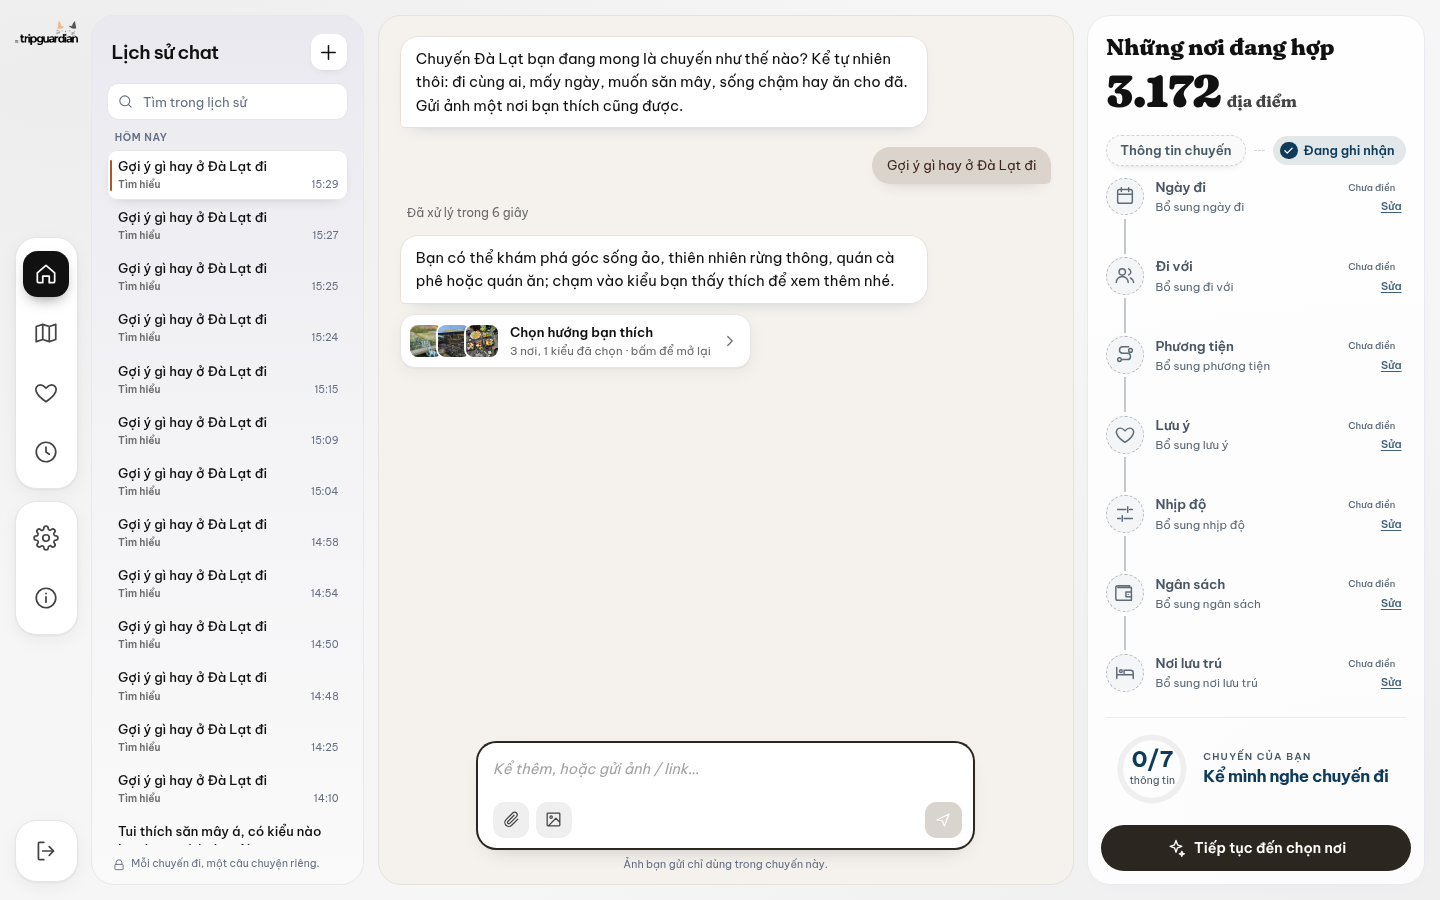 tripguardian
Lịch sử chat
Tìm trong lịch sử
HÔM NAY
Gợi ý gì hay ở Đà Lạt đi
Tìm hiểu 15:29
Gợi ý gì hay ở Đà Lạt đi
Tìm hiểu 15:27
Gợi ý gì hay ở Đà Lạt đi
Tìm hiểu 15:25
Gợi ý gì hay ở Đà Lạt đi
Tìm hiểu 15:24
Gợi ý gì hay ở Đà Lạt đi
Tìm hiểu 15:15
Gợi ý gì hay ở Đà Lạt đi
Tìm hiểu 15:09
Gợi ý gì hay ở Đà Lạt đi
Tìm hiểu 15:04
Gợi ý gì hay ở Đà Lạt đi
Tìm hiểu 14:58
Gợi ý gì hay ở Đà Lạt đi
Tìm hiểu 14:54
Gợi ý gì hay ở Đà Lạt đi
Tìm hiểu 14:50
Gợi ý gì hay ở Đà Lạt đi
Tìm hiểu 14:48
Gợi ý gì hay ở Đà Lạt đi
Tìm hiểu 14:25
Gợi ý gì hay ở Đà Lạt đi
Tìm hiểu 14:10
Tui thích săn mây á, có kiểu nào
Mỗi chuyến đi, một câu chuyện riêng.
Chuyến Đà Lạt bạn đang mong là chuyến như thế nào? Kể tự nhiên
thôi: đi cùng ai, mấy ngày, muốn săn mây, sống chậm hay ăn cho đã.
Gửi ảnh một nơi bạn thích cũng được.
Gợi ý gì hay ở Đà Lạt đi
Đã xử lý trong 6 giây
Bạn có thể khám phá góc sống ảo, thiên nhiên rừng thông, quán cà
phê hoặc quán ăn; chạm vào kiểu bạn thấy thích để xem thêm nhé.
Chọn hướng bạn thích
3 nơi, 1 kiểu đã chọn · bấm để mở lại
Kể thêm, hoặc gửi ảnh / link...
Ảnh bạn gửi chỉ dùng trong chuyến này.
Những nơi đang hợp
3.172 địa điểm
Thông tin chuyến
Đang ghi nhận
Ngày đi Chưa điền
Bổ sung ngày đi Sửa
Đi với Chưa điền
Bổ sung đi với Sửa
Phương tiện Chưa điền
Bổ sung phương tiện Sửa
Lưu ý Chưa điền
Bổ sung lưu ý Sửa
Nhịp độ Chưa điền
Bổ sung nhịp độ Sửa
Ngân sách Chưa điền
Bổ sung ngân sách Sửa
Nơi lưu trú Chưa điền
Bổ sung nơi lưu trú Sửa
0/7
thông tin
CHUYẾN CỦA BẠN
Kể mình nghe chuyến đi
Tiếp tục đến chọn nơi